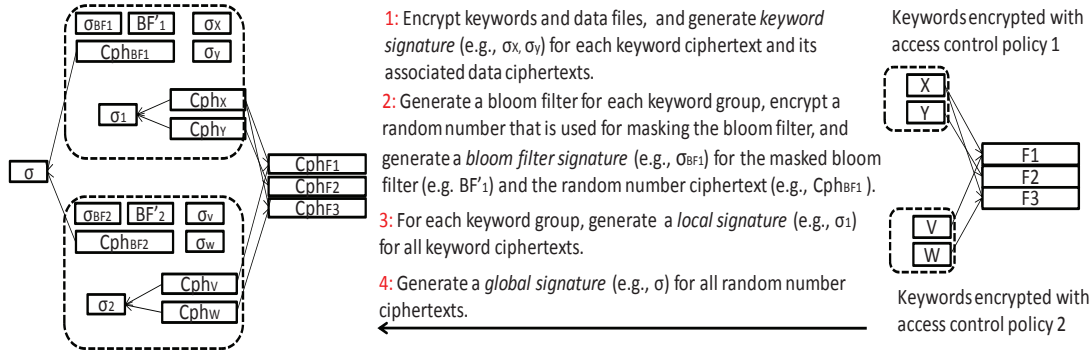 σBF1 BF'1 σX
CphBF1 σy
σ1 CphX
CphY
σ
CphF1
CphF2
CphF3
σBF2 BF'2 σv
CphBF2 σw
σ2 CphV
CphW
1: Encrypt keywords and data files, and generate keyword
signature (e.g., σX, σy) for each keyword ciphertext and its
associated data ciphertexts.
2: Generate a bloom filter for each keyword group, encrypt a
random number that is used for masking the bloom filter, and
generate a bloom filter signature (e.g., σBF1) for the masked bloom
filter (e.g. BF'1) and the random number ciphertext (e.g., CphBF1).
3: For each keyword group, generate a local signature (e.g., σ1)
for all keyword ciphertexts.
4: Generate a global signature (e.g., σ) for all random number
ciphertexts.
Keywords encrypted with
access control policy 1
X
Y
F1
F2
F3
V
W
Keywords encrypted with
access control policy 2